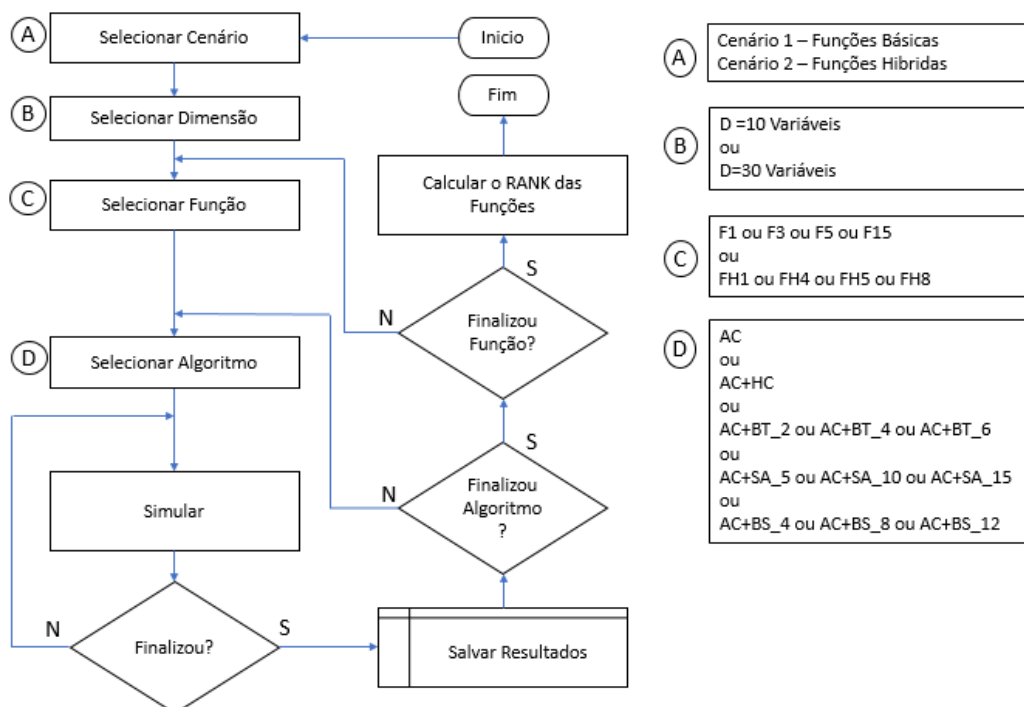 A
Selecionar Cenário
Inicio
Fim
B
Selecionar Dimensão
C
Selecionar Função
Calcular o RANK das
Funções
S
N
Finalizou
Função?
D
Selecionar Algoritmo
S
N
Finalizou
Algoritmo
?
Simular
N
Finalizou?
S
Salvar Resultados
A
Cenário 1 – Funções Básicas
Cenário 2 – Funções Hibridas
B
D =10 Variáveis
ou
D=30 Variáveis
C
F1 ou F3 ou F5 ou F15
ou
FH1 ou FH4 ou FH5 ou FH8
D
AC
ou
AC+HC
ou
AC+BT_2 ou AC+BT_4 ou AC+BT_6
ou
AC+SA_5 ou AC+SA_10 ou AC+SA_15
ou
AC+BS_4 ou AC+BS_8 ou AC+BS_12